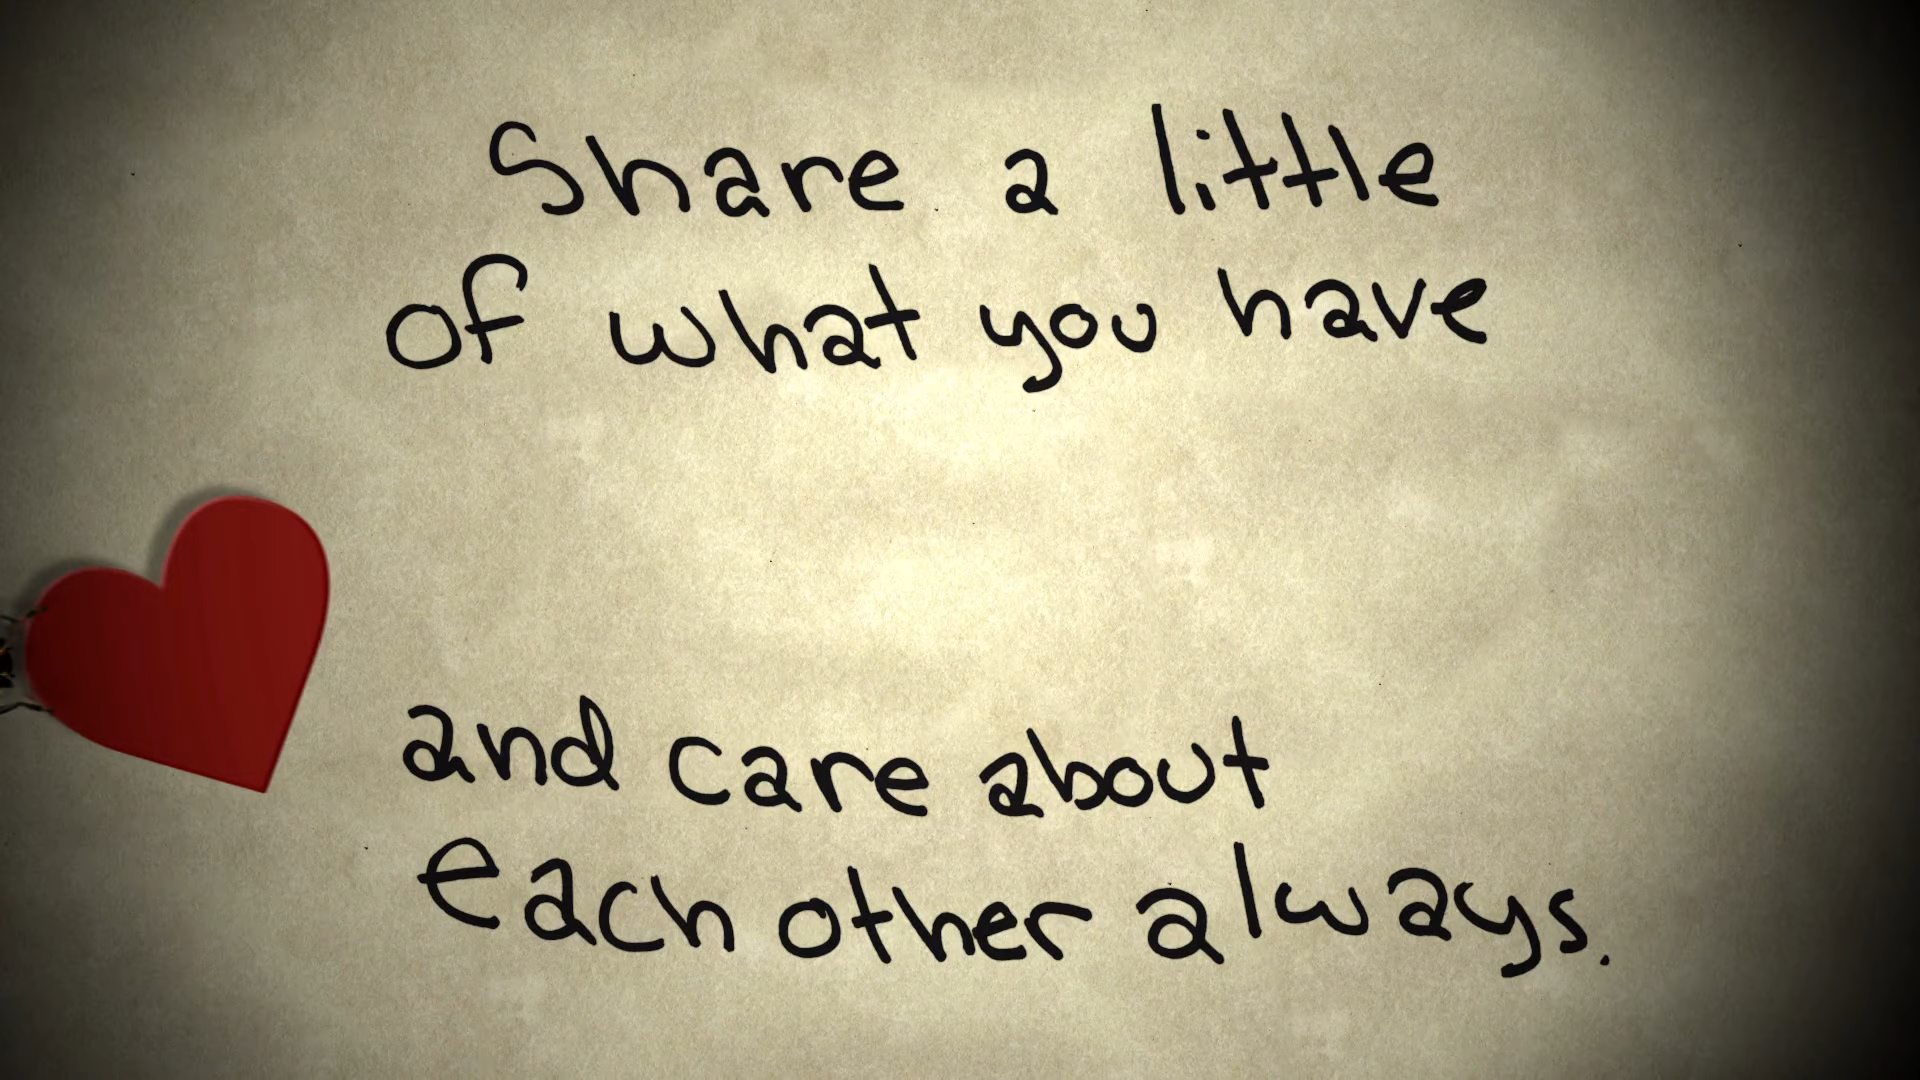 Share a little
of what you have
and care about
each other always.